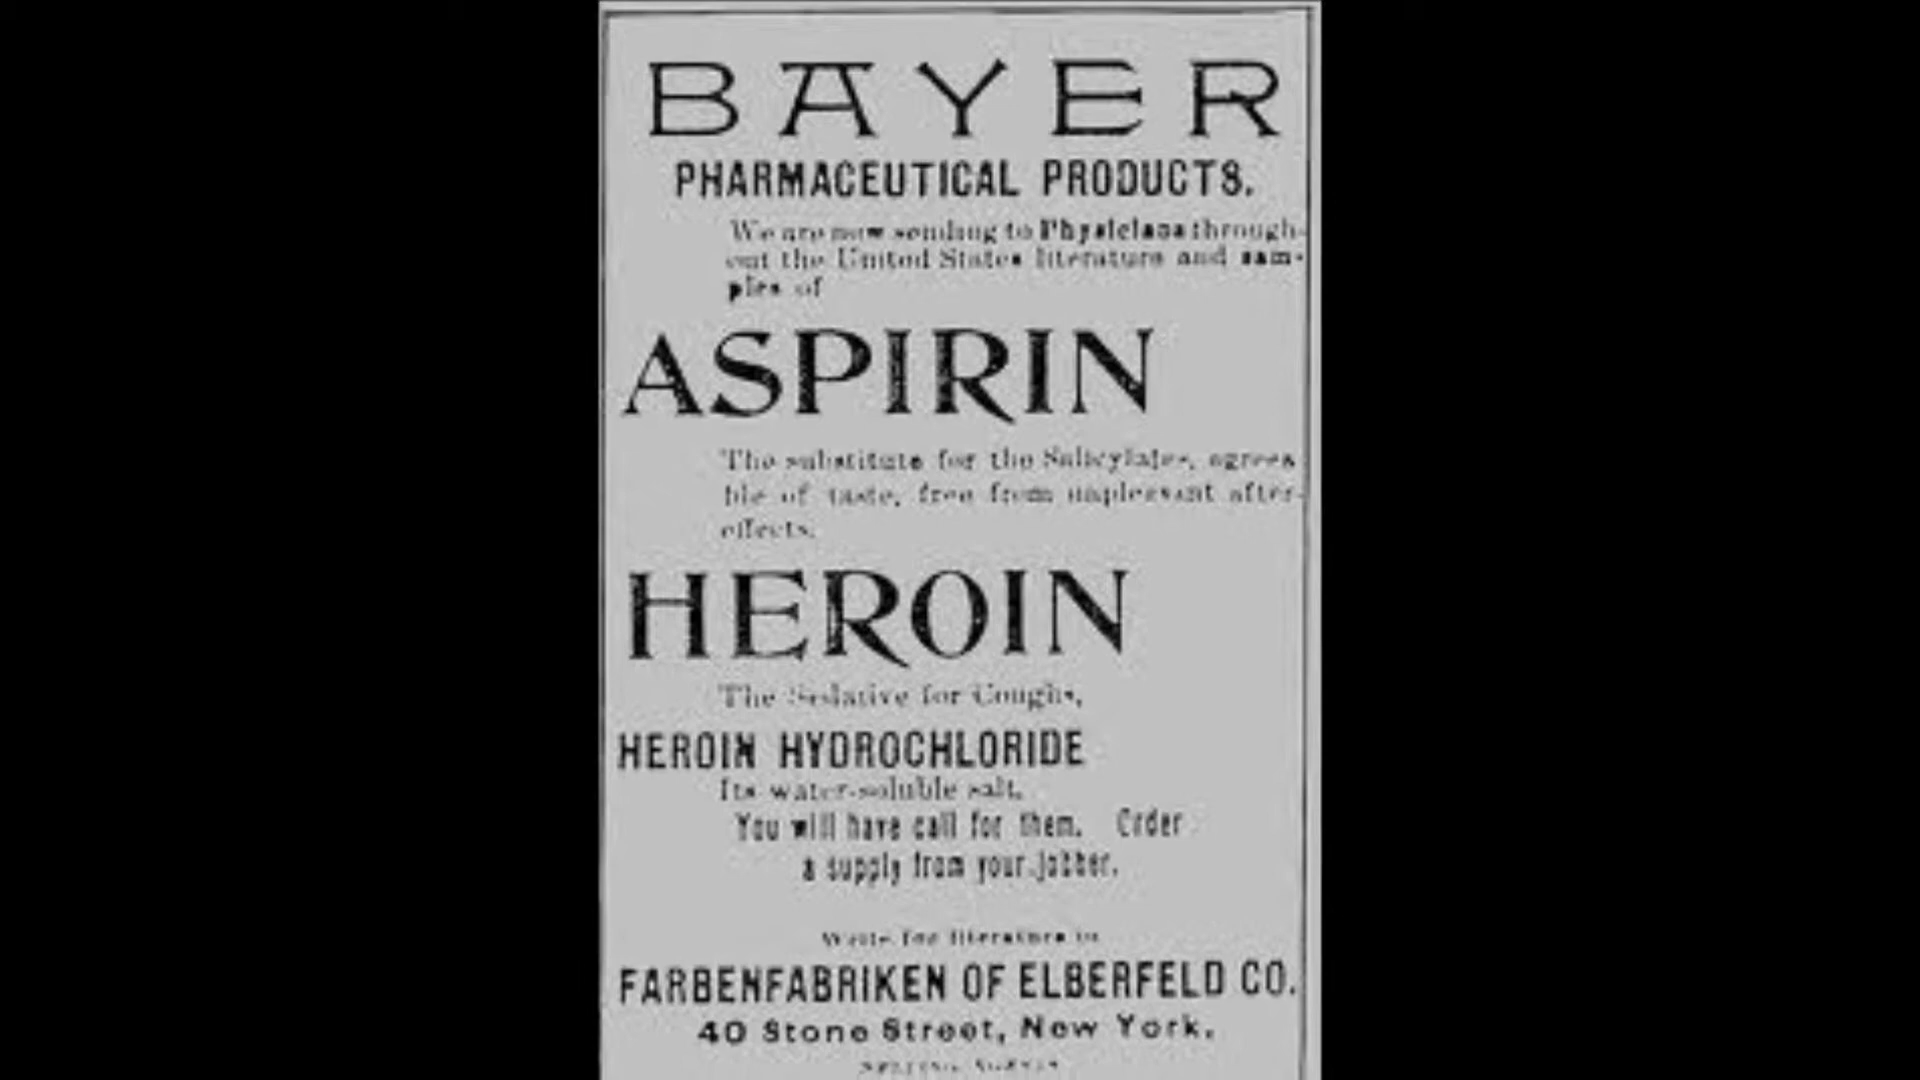 BAYER
PHARMACEUTICAL PRODUCTS.
We are now sending to Physicians through-
out the United States literature and sam-
ples of
ASPIRIN
The substitute for the Salicylates, agreea
ble of taste, free from unpleasant after-
effects.
HEROIN
The Sedative for Coughs,
HEROIN HYDROCHLORIDE
Its water-soluble salt.
You will have call for them. Order
a supply from your jobber.
Write for literature to
FARBENFABRIKEN OF ELBERFELD CO.
40 Stone Street, New York.